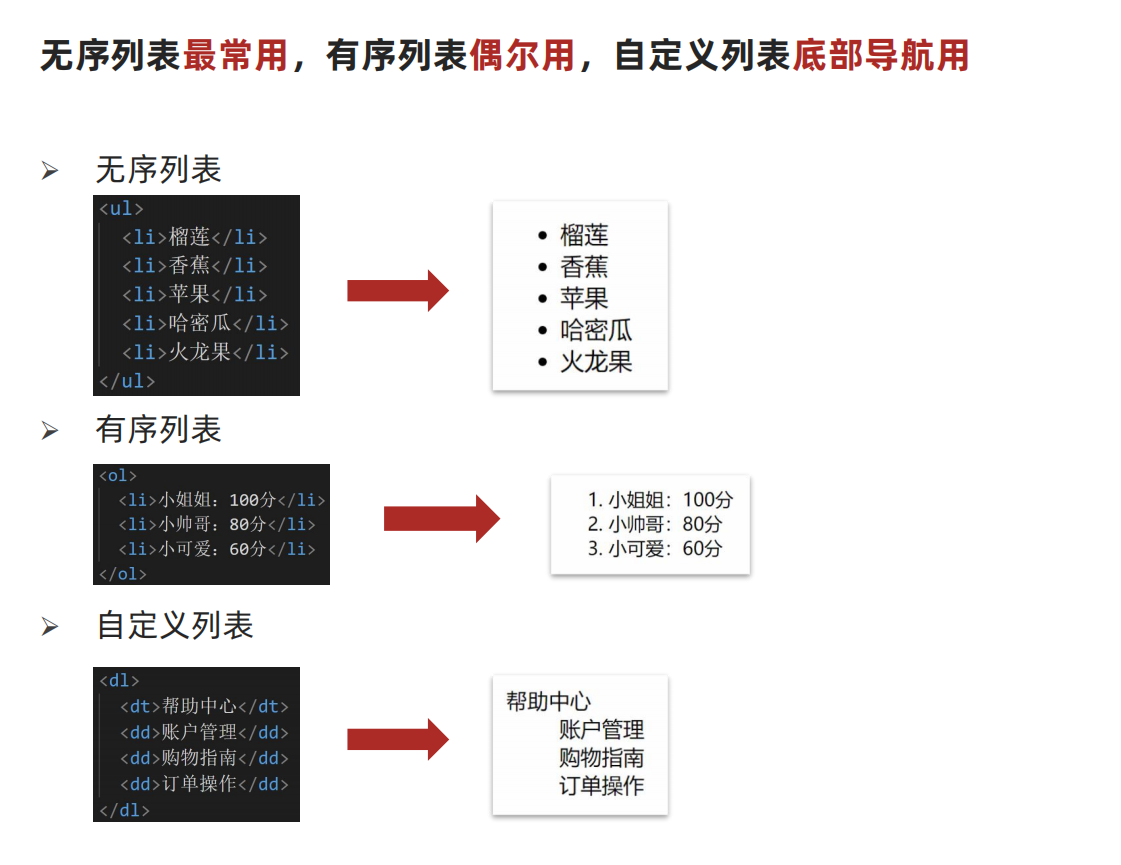 无序列表最常用，有序列表偶尔用，自定义列表底部导航用
无序列表
<ul>
<li>榴莲</li>
<li>香蕉</li>
<li>苹果</li>
<li>哈密瓜</li>
<li>火龙果</li>
</ul>
• 榴莲
• 香蕉
• 苹果
• 哈密瓜
• 火龙果
有序列表
<ol>
<li>小姐姐：100分</li>
<li>小帅哥：80分</li>
<li>小可爱：60分</li>
</ol>
1. 小姐姐：100分
2. 小帅哥：80分
3. 小可爱：60分
自定义列表
<dl>
<dt>帮助中心</dt>
<dd>账户管理</dd>
<dd>购物指南</dd>
<dd>订单操作</dd>
</dl>
帮助中心
账户管理
购物指南
订单操作